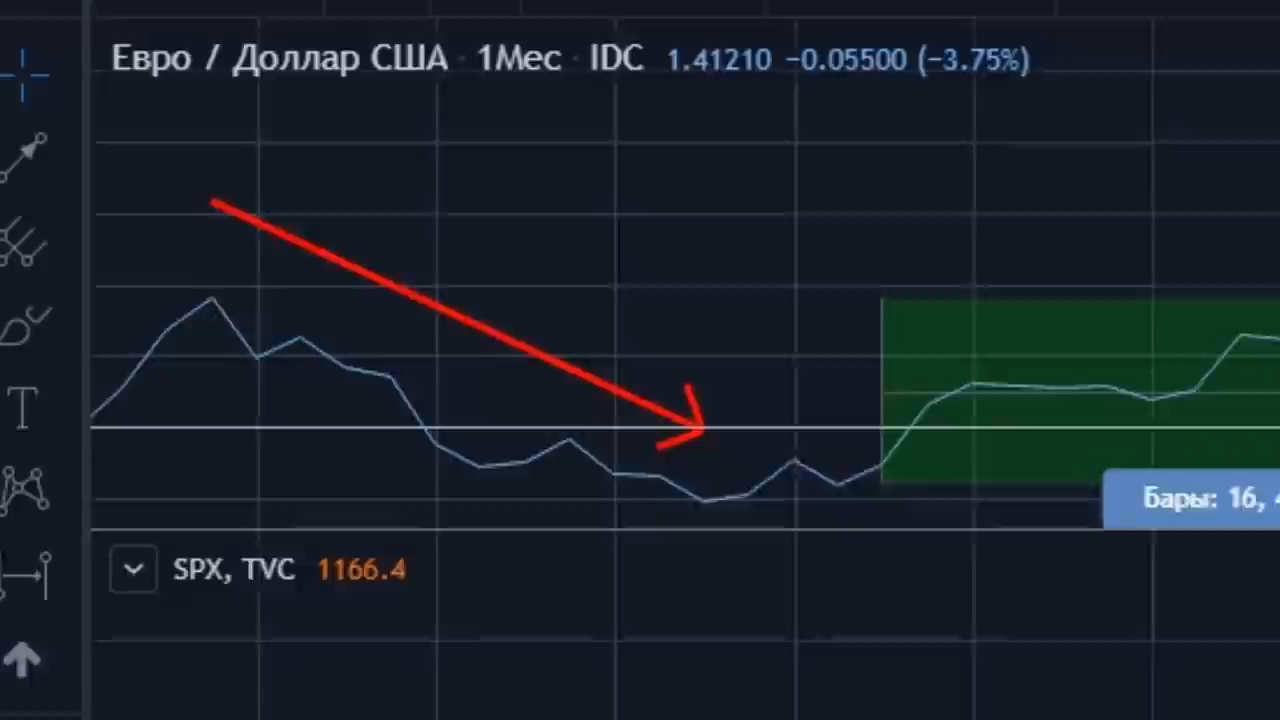 Евро / Доллар США · 1Мес · IDC 1.41210 −0.05500 (−3.75%)
Бары: 16,
SPX, TVC 1166.4